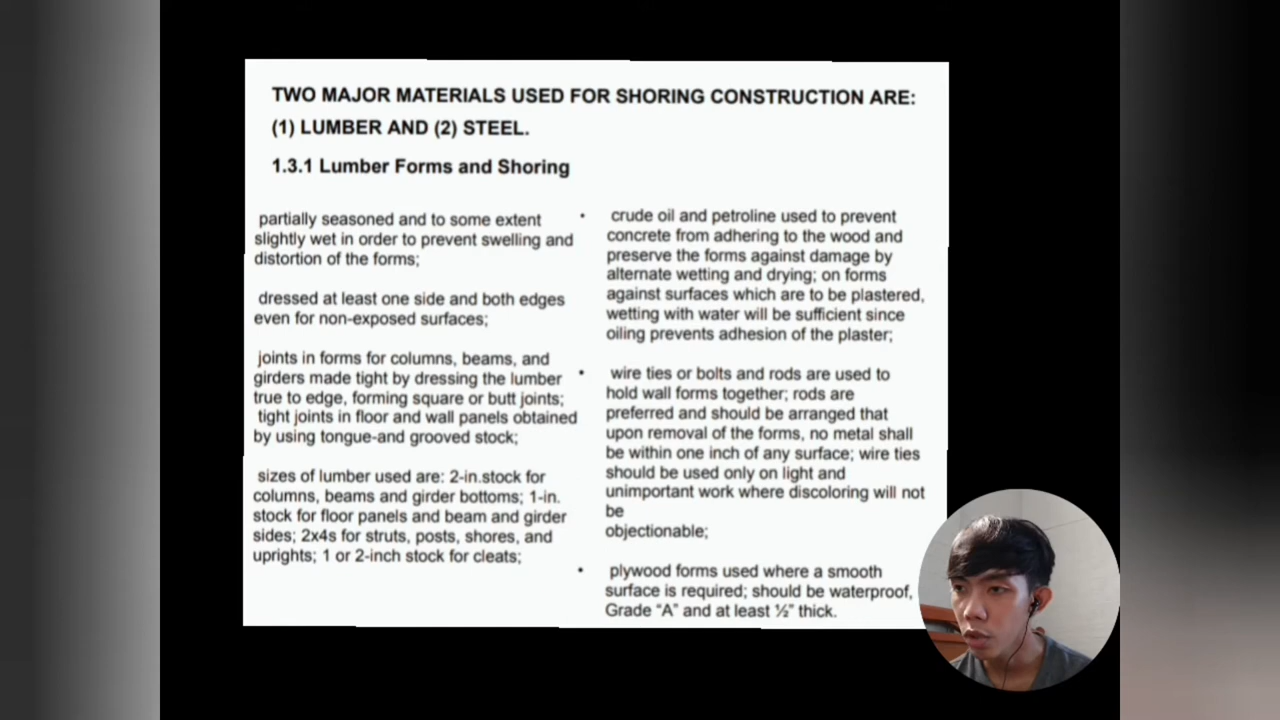 TWO MAJOR MATERIALS USED FOR SHORING CONSTRUCTION ARE:
(1) LUMBER AND (2) STEEL.
1.3.1 Lumber Forms and Shoring
partially seasoned and to some extent
slightly wet in order to prevent swelling and
distortion of the forms;
dressed at least one side and both edges
even for non-exposed surfaces;
joints in forms for columns, beams, and
girders made tight by dressing the lumber
true to edge, forming square or butt joints;
tight joints in floor and wall panels obtained
by using tongue-and grooved stock;
sizes of lumber used are: 2-in.stock for
columns, beams and girder bottoms; 1-in.
stock for floor panels and beam and girder
sides; 2x4s for struts, posts, shores, and
uprights; 1 or 2-inch stock for cleats;
• crude oil and petroline used to prevent
concrete from adhering to the wood and
preserve the forms against damage by
alternate wetting and drying; on forms
against surfaces which are to be plastered,
wetting with water will be sufficient since
oiling prevents adhesion of the plaster;
• wire ties or bolts and rods are used to
hold wall forms together; rods are
preferred and should be arranged that
upon removal of the forms, no metal shall
be within one inch of any surface; wire ties
should be used only on light and
unimportant work where discoloring will not
be
objectionable;
• plywood forms used where a smooth
surface is required; should be waterproof,
Grade “A” and at least ½” thick.